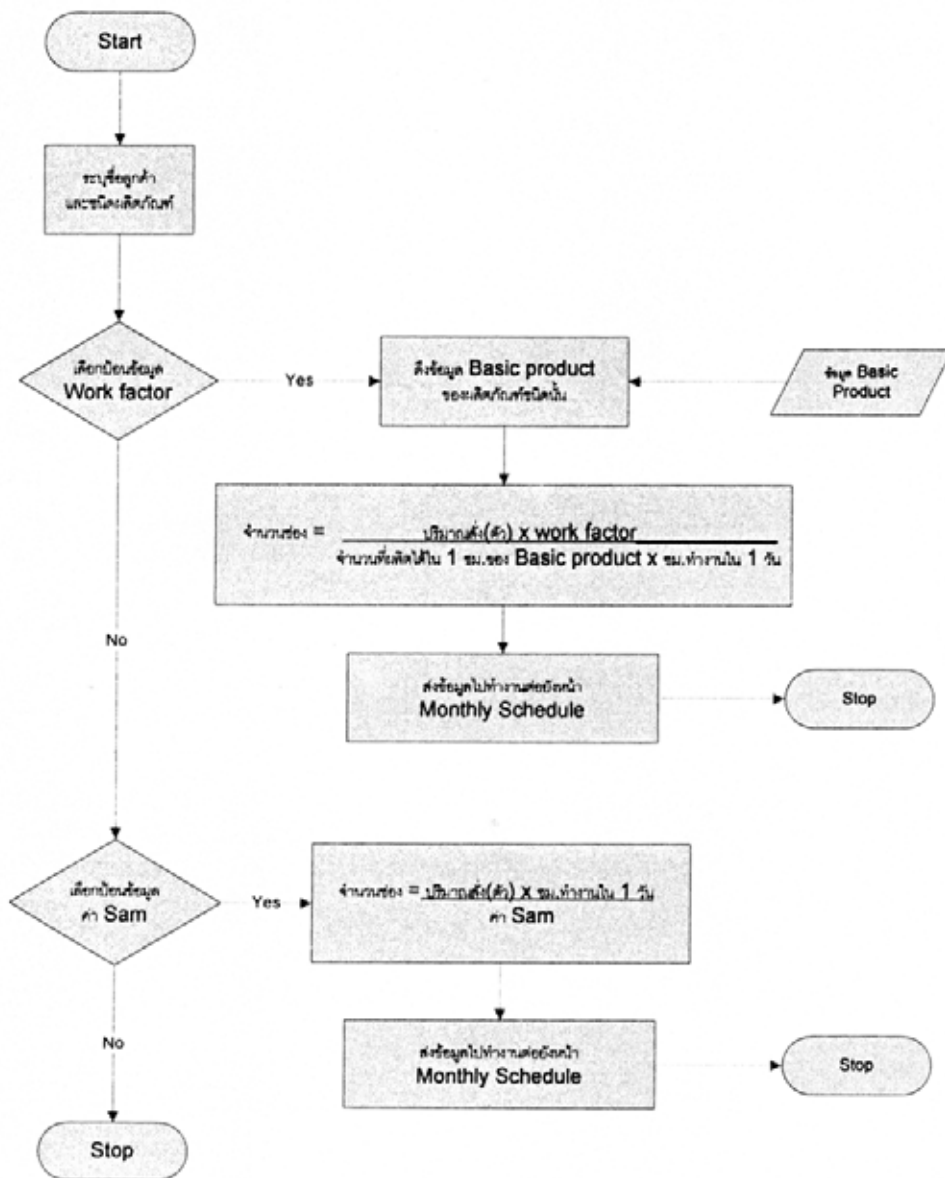 Start
ระบุชื่อลูกค้า
และชนิดผลิตภัณฑ์
เลือกป้อนข้อมูล
Work factor
Yes
ดึงข้อมูล Basic product
ของผลิตภัณฑ์ชนิดนั้น
ข้อมูล Basic
Product
จำนวนช่อง = ปริมาณสั่ง(ตัว) x work factor
จำนวนที่ผลิตได้ใน 1 ชม.ของ Basic product x ชม.ทำงานใน 1 วัน
No
ส่งข้อมูลไปทำงานต่อยังหน้า
Monthly Schedule
Stop
เลือกป้อนข้อมูล
ค่า Sam
Yes
จำนวนช่อง = ปริมาณสั่ง(ตัว) x ชม.ทำงานใน 1 วัน
ค่า Sam
No
ส่งข้อมูลไปทำงานต่อยังหน้า
Monthly Schedule
Stop
Stop